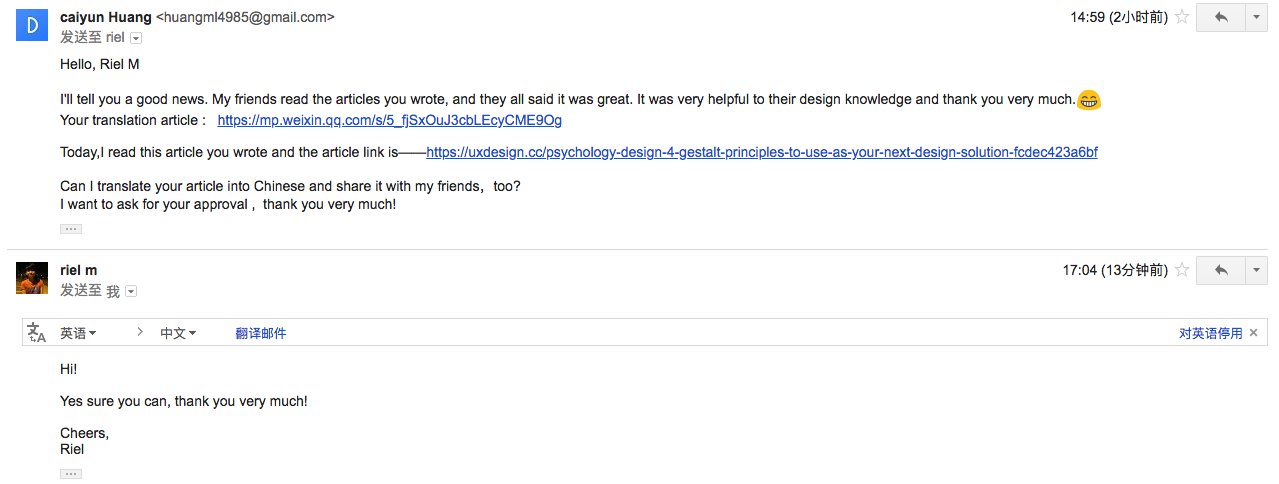 D caiyun Huang <huangml4985@gmail.com> 14:59 (2小时前)
发送至 riel
Hello, Riel M
I'll tell you a good news. My friends read the articles you wrote, and they all said it was great. It was very helpful to their design knowledge and thank you very much.😁
Your translation article： https://mp.weixin.qq.com/s/5_fjSxOuJ3cbLEcyCME9Og
Today,I read this article you wrote and the article link is——https://uxdesign.cc/psychology-design-4-gestalt-principles-to-use-as-your-next-design-solution-fcdec423a6bf
Can I translate your article into Chinese and share it with my friends，too?
I want to ask for your approval ，thank you very much!
riel m 17:04 (13分钟前)
发送至 我
文A 英语 > 中文 翻译邮件 对英语停用 ×
Hi!
Yes sure you can, thank you very much!
Cheers,
Riel